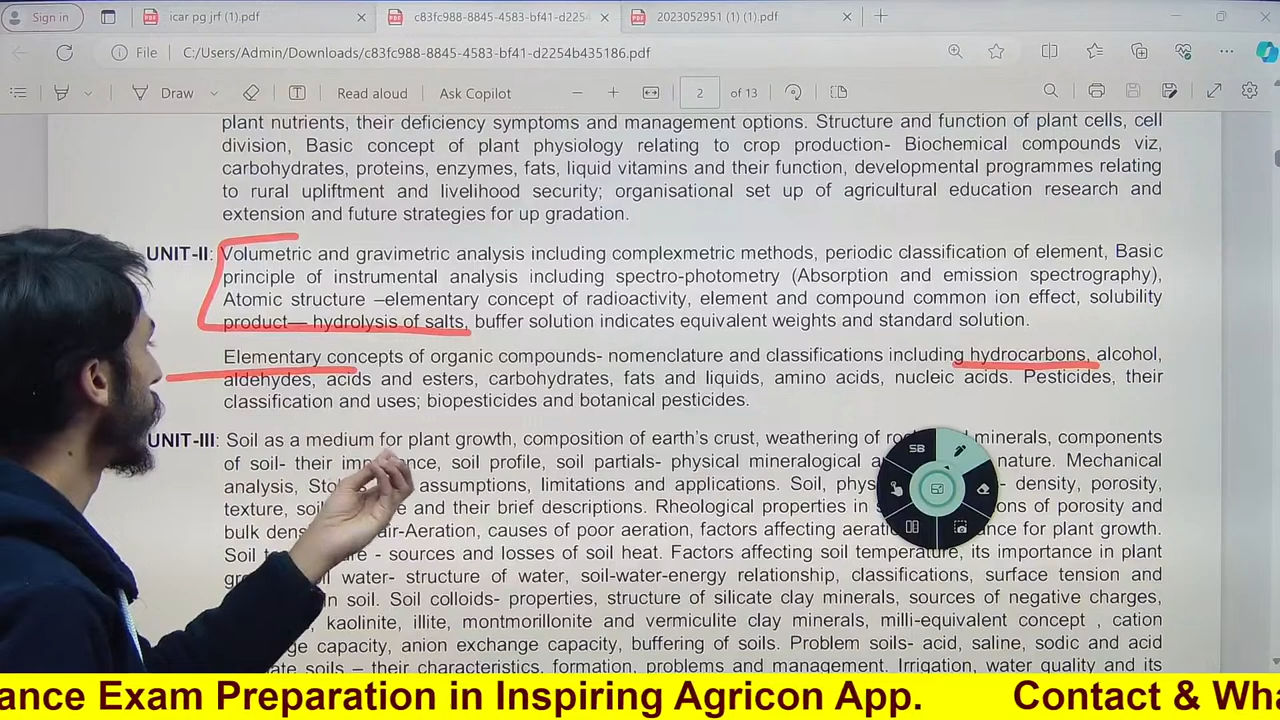 Sign in
icar pg.jrf (1).pdf
c83fc988-8845-4583-bf41-d2254
2023052951 (1) (1).pdf
File
C:/Users/Admin/Downloads/c83fc988-8845-4583-bf41-d2254b435186.pdf
Draw
Read aloud
Ask Copilot
2
of 13
plant nutrients, their deficiency symptoms and management options. Structure and function of plant cells, cell
division, Basic concept of plant physiology relating to crop production- Biochemical compounds viz,
carbohydrates, proteins, enzymes, fats, liquid vitamins and their function, developmental programmes relating
to rural upliftment and livelihood security; organisational set up of agricultural education research and
extension and future strategies for up gradation.
UNIT-II: Volumetric and gravimetric analysis including complexmetric methods, periodic classification of element, Basic
principle of instrumental analysis including spectro-photometry (Absorption and emission spectrography),
Atomic structure –elementary concept of radioactivity, element and compound common ion effect, solubility
product— hydrolysis of salts, buffer solution indicates equivalent weights and standard solution.
Elementary concepts of organic compounds- nomenclature and classifications including hydrocarbons, alcohol,
aldehydes, acids and esters, carbohydrates, fats and liquids, amino acids, nucleic acids. Pesticides, their
classification and uses; biopesticides and botanical pesticides.
UNIT-III: Soil as a medium for plant growth, composition of earth's crust, weathering of minerals, components
of soil- their soil profile, soil partials- physical mineralogical nature. Mechanical
analysis, assumptions, limitations and applications. Soil, - density, porosity,
texture, and their brief descriptions. Rheological properties in of porosity and
bulk causes of poor aeration, factors affecting for plant growth.
Soil - sources and losses of soil heat. Factors affecting soil temperature, its importance in plant
water- structure of water, soil-water-energy relationship, classifications, surface tension and
in soil. Soil colloids- properties, structure of silicate clay minerals, sources of negative charges,
kaolinite, illite, montmorillonite and vermiculite clay minerals, milli-equivalent concept , cation
capacity, anion exchange capacity, buffering of soils. Problem soils- acid, saline, sodic and acid
soils – their characteristics. formation, problems and management. Irrigation, water quality and its
SB
Exam Preparation in Inspiring Agricon App. Contact &